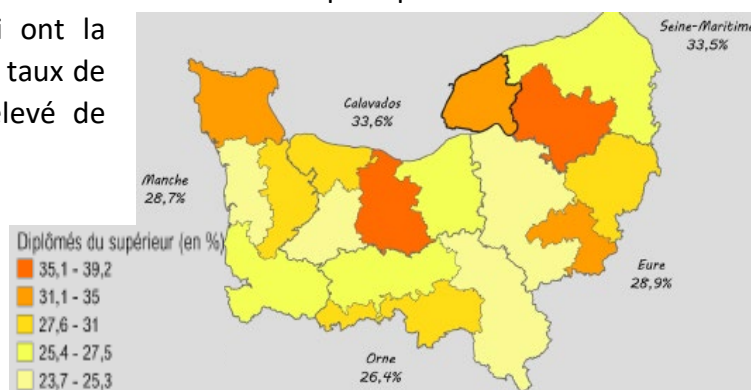 i ont la
taux de
levé de
Seine-Maritime
33,5%
Calavados
33,6%
Manche
28,7%
Eure
28,9%
Orne
26,4%
Diplômés du supérieur (en %)
35,1 - 39,2
31,1 - 35
27,6 - 31
25,4 - 27,5
23,7 - 25,3